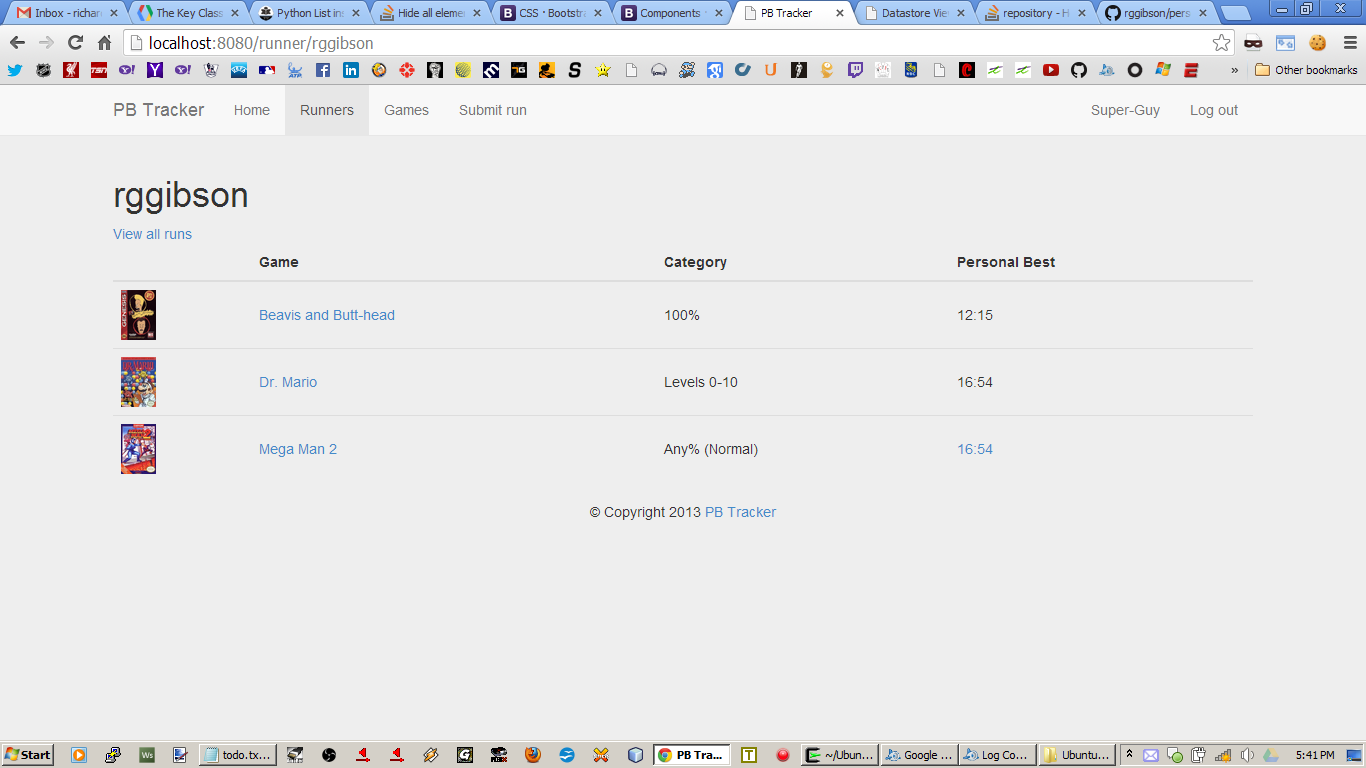 Inbox - richar
The Key Class
Python List in
Hide all eleme
CSS · Bootstra
Components ·
PB Tracker
Datastore Vie
repository - H
rggibson/pers
localhost:8080/runner/rggibson
» Other bookmarks
PB Tracker Home Runners Games Submit run Super-Guy Log out
rggibson
View all runs
Game Category Personal Best
Beavis and Butt-head 100% 12:15
Dr. Mario Levels 0-10 16:54
Mega Man 2 Any% (Normal) 16:54
© Copyright 2013 PB Tracker
Start todo.tx... PB Tra... ~/Ubun... Google ... Log Co... Ubuntu... 5:41 PM